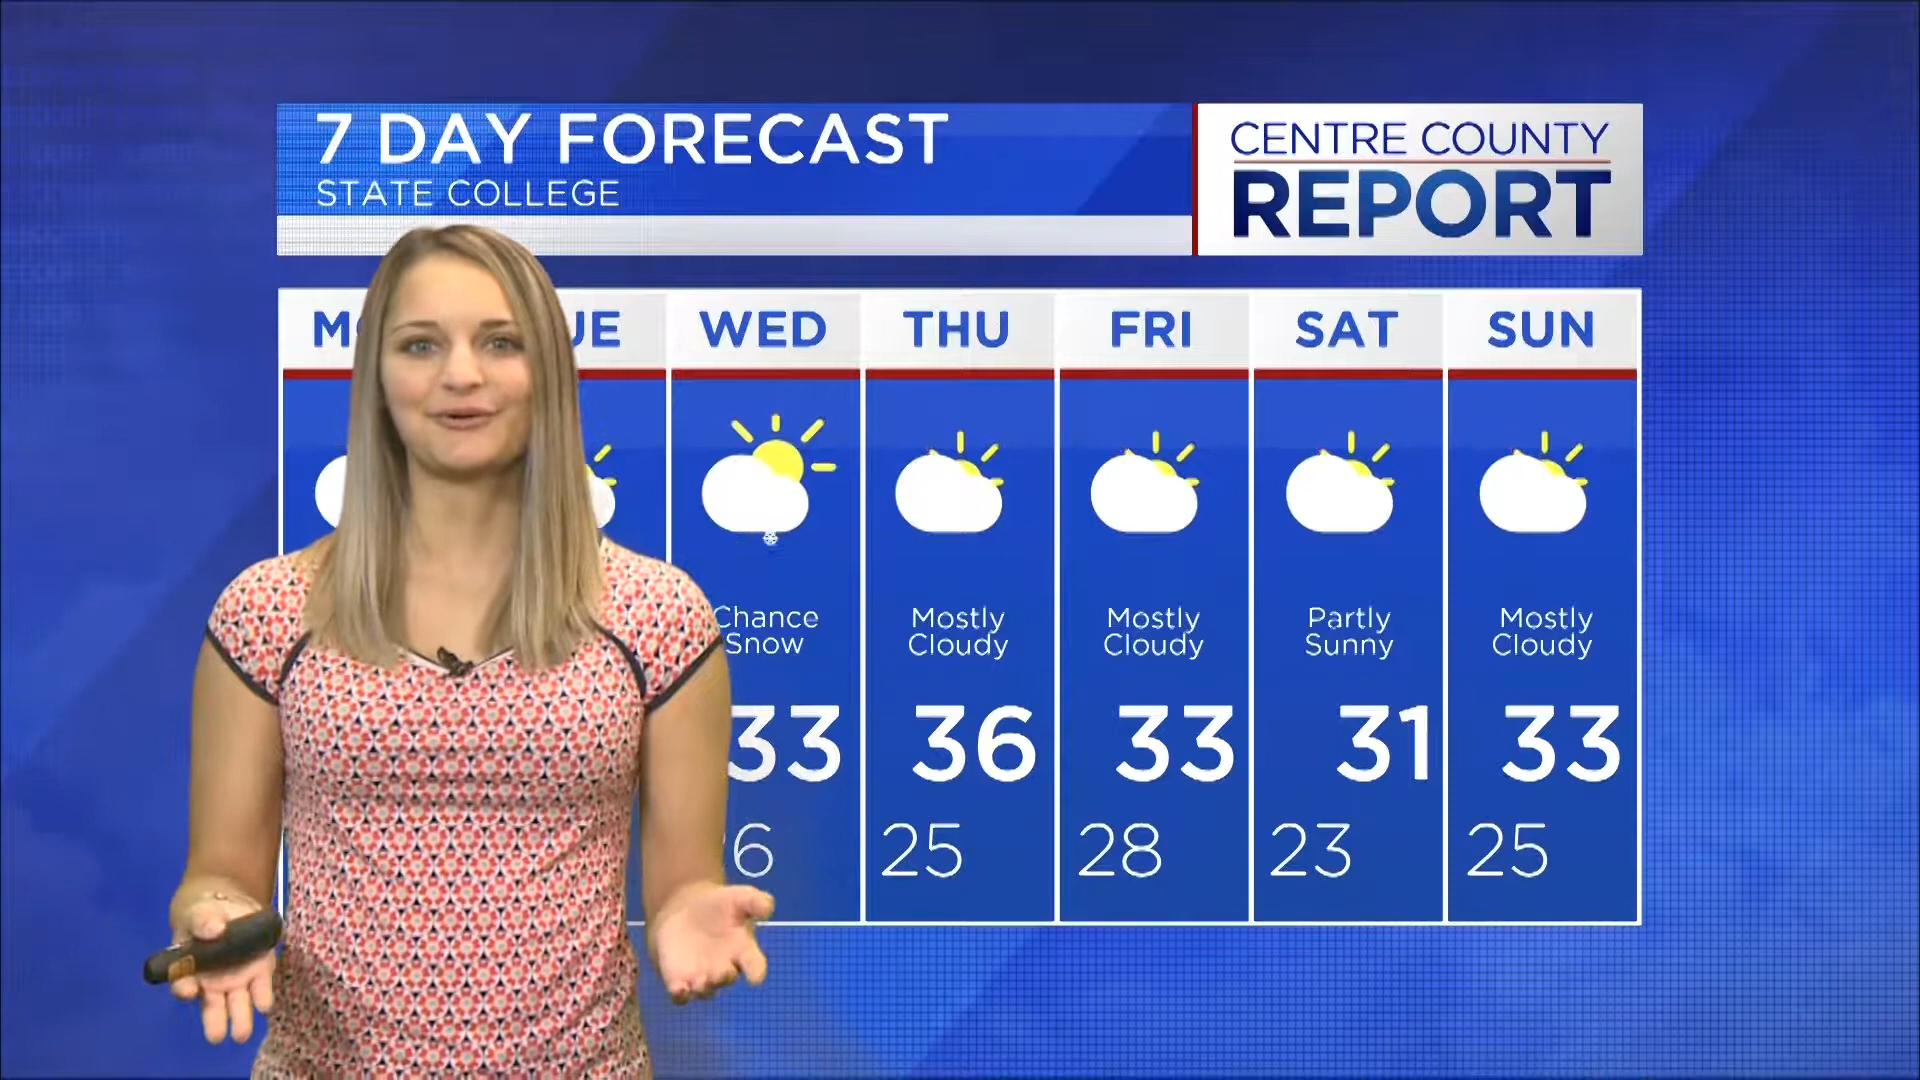 7 DAY FORECAST
STATE COLLEGE
CENTRE COUNTY
REPORT
WED THU FRI SAT SUN
Chance
Snow
Mostly
Cloudy
Mostly
Cloudy
Partly
Sunny
Mostly
Cloudy
33 36 33 31 33
25 28 23 25